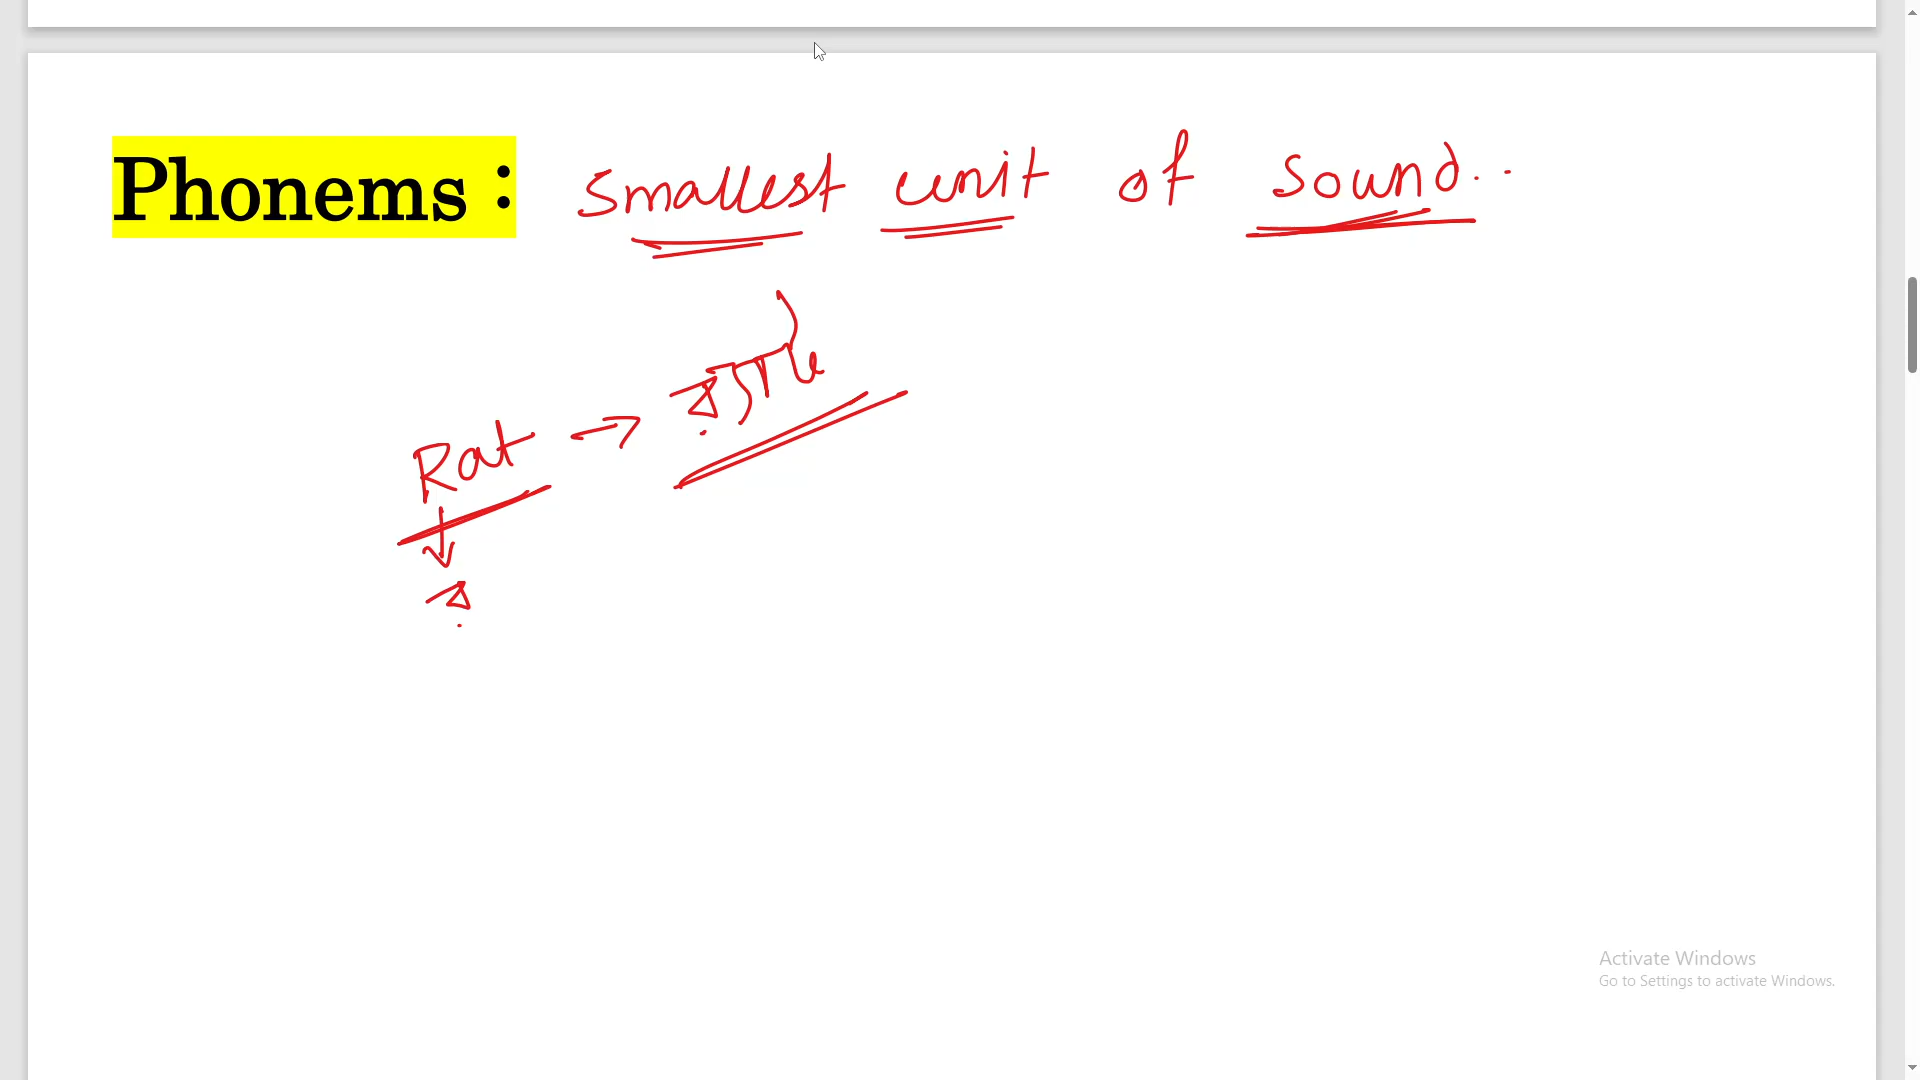 Phonems : smallest unit of sound..
Rat →
↓
র
Activate Windows
Go to Settings to activate Windows.